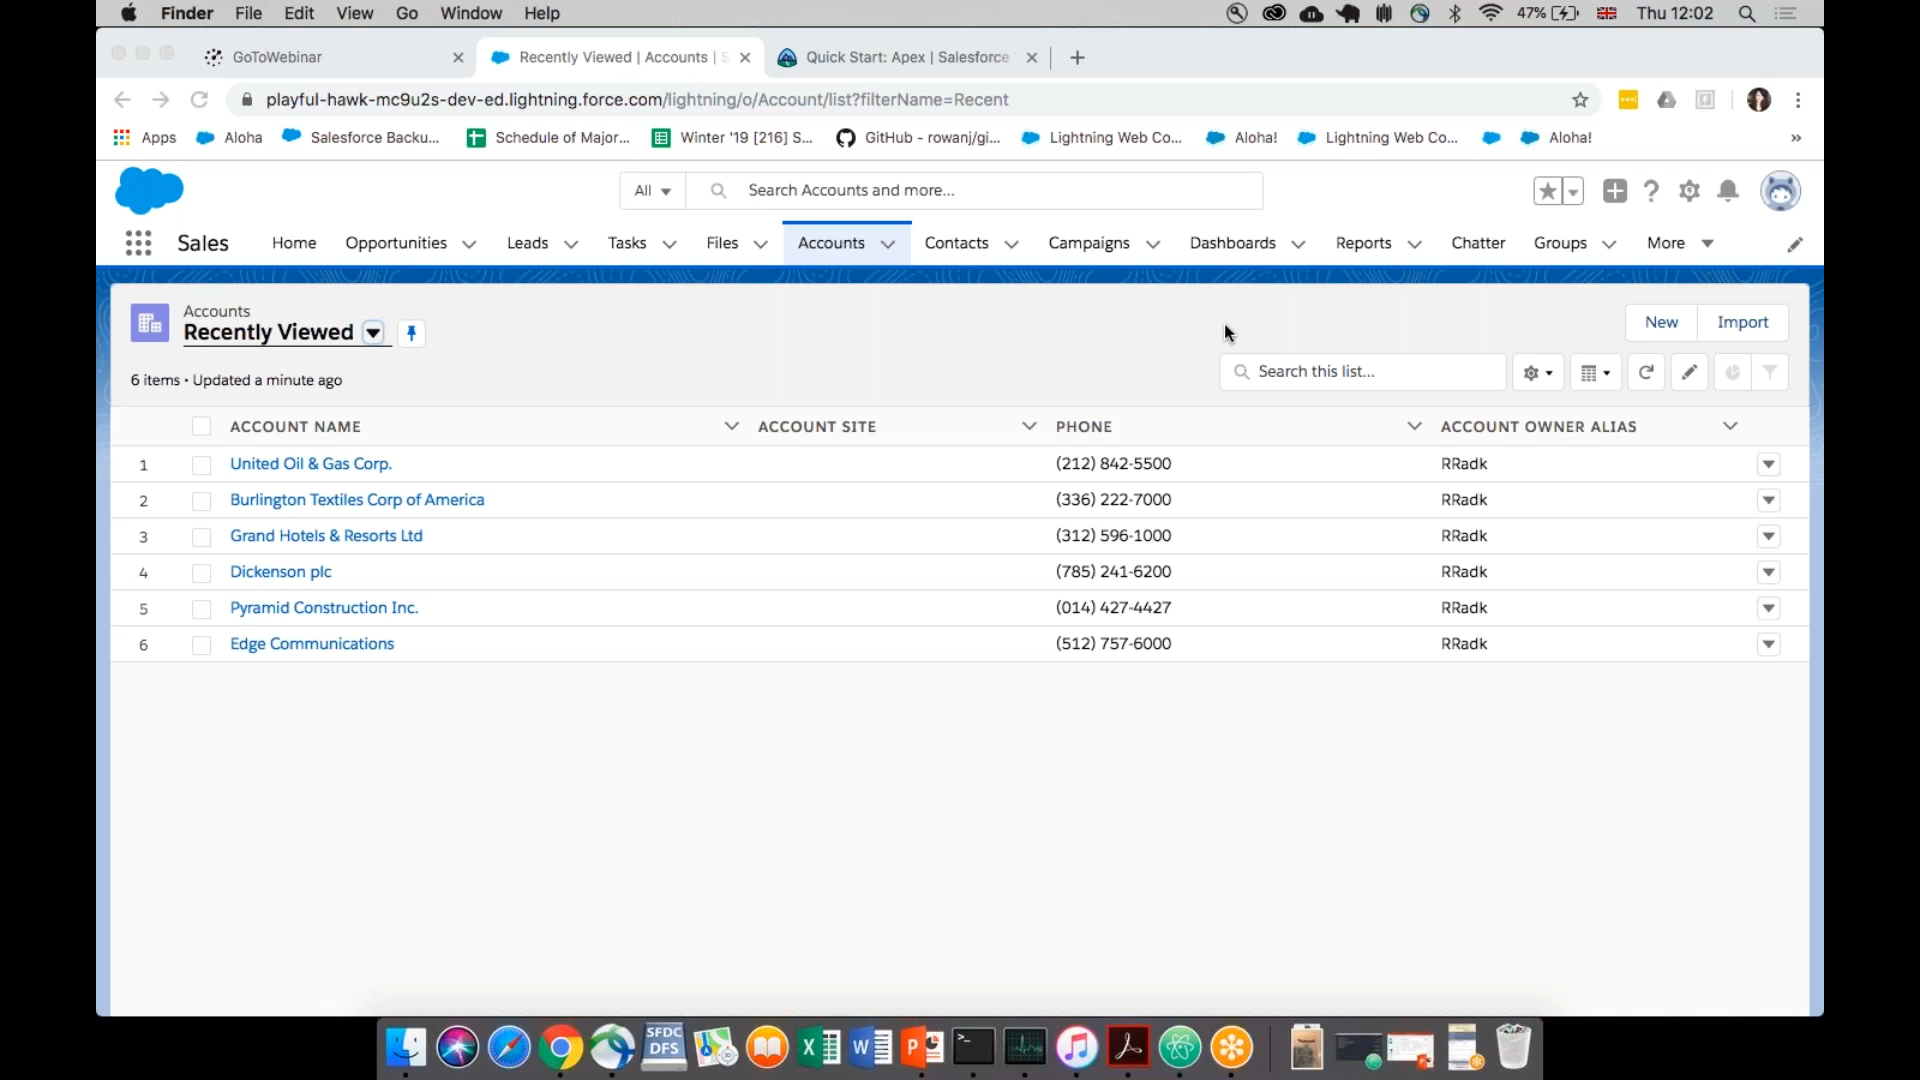 Finder File Edit View Go Window Help 47% Thu 12:02
GoToWebinar Recently Viewed | Accounts | S Quick Start: Apex | Salesforce
playful-hawk-mc9u2s-dev-ed.lightning.force.com/lightning/o/Account/list?filterName=Recent
Apps Aloha Salesforce Backu... Schedule of Major... Winter '19 [216] S... GitHub - rowanj/gi... Lightning Web Co... Aloha! Lightning Web Co... Aloha! »
All Search Accounts and more...
Sales Home Opportunities Leads Tasks Files Accounts Contacts Campaigns Dashboards Reports Chatter Groups More
Accounts
Recently Viewed
New Import
6 items • Updated a minute ago
Search this list...
ACCOUNT NAME ACCOUNT SITE PHONE ACCOUNT OWNER ALIAS
1 United Oil & Gas Corp. (212) 842-5500 RRadk
2 Burlington Textiles Corp of America (336) 222-7000 RRadk
3 Grand Hotels & Resorts Ltd (312) 596-1000 RRadk
4 Dickenson plc (785) 241-6200 RRadk
5 Pyramid Construction Inc. (014) 427-4427 RRadk
6 Edge Communications (512) 757-6000 RRadk
SFDC
DFS